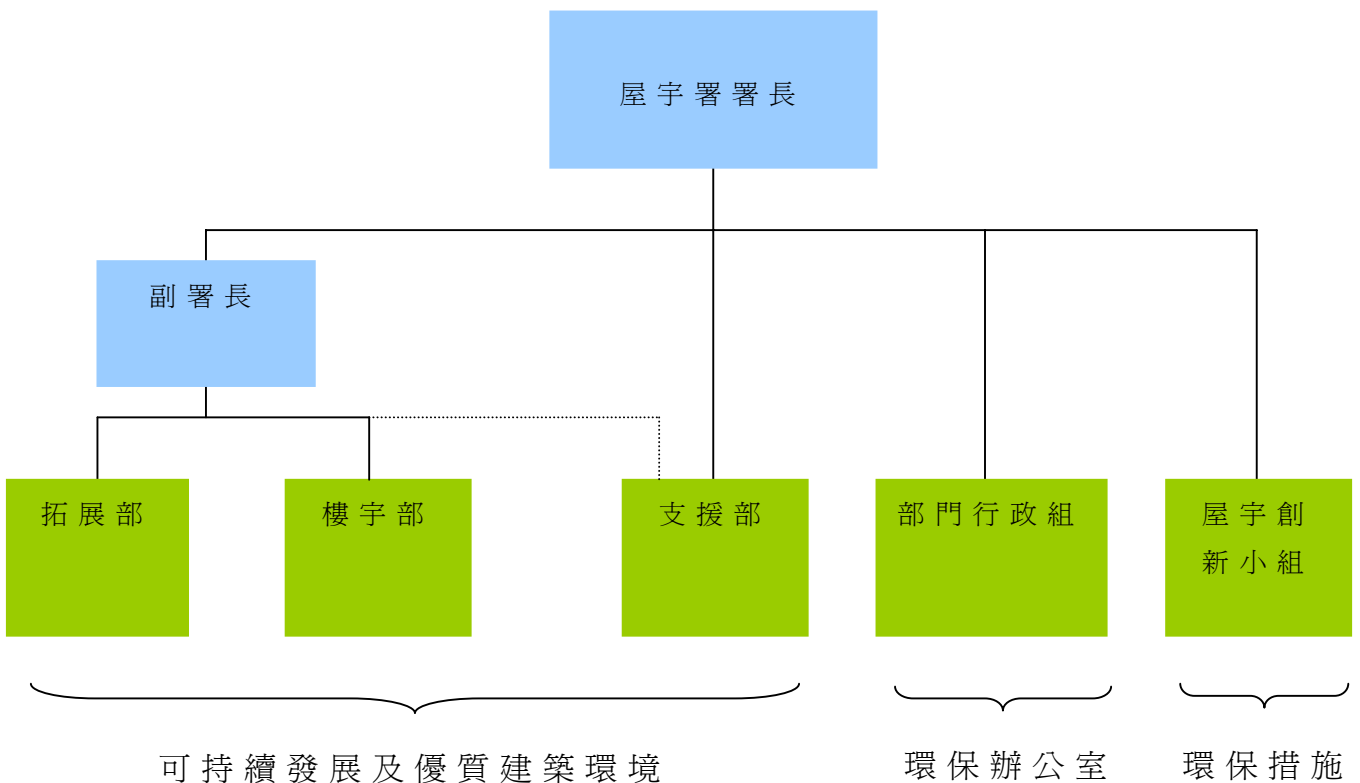 屋宇署署長
副署長
拓展部
樓宇部
支援部
部門行政組
屋宇創
新小組
可持續發展及優質建築環境
環保辦公室
環保措施